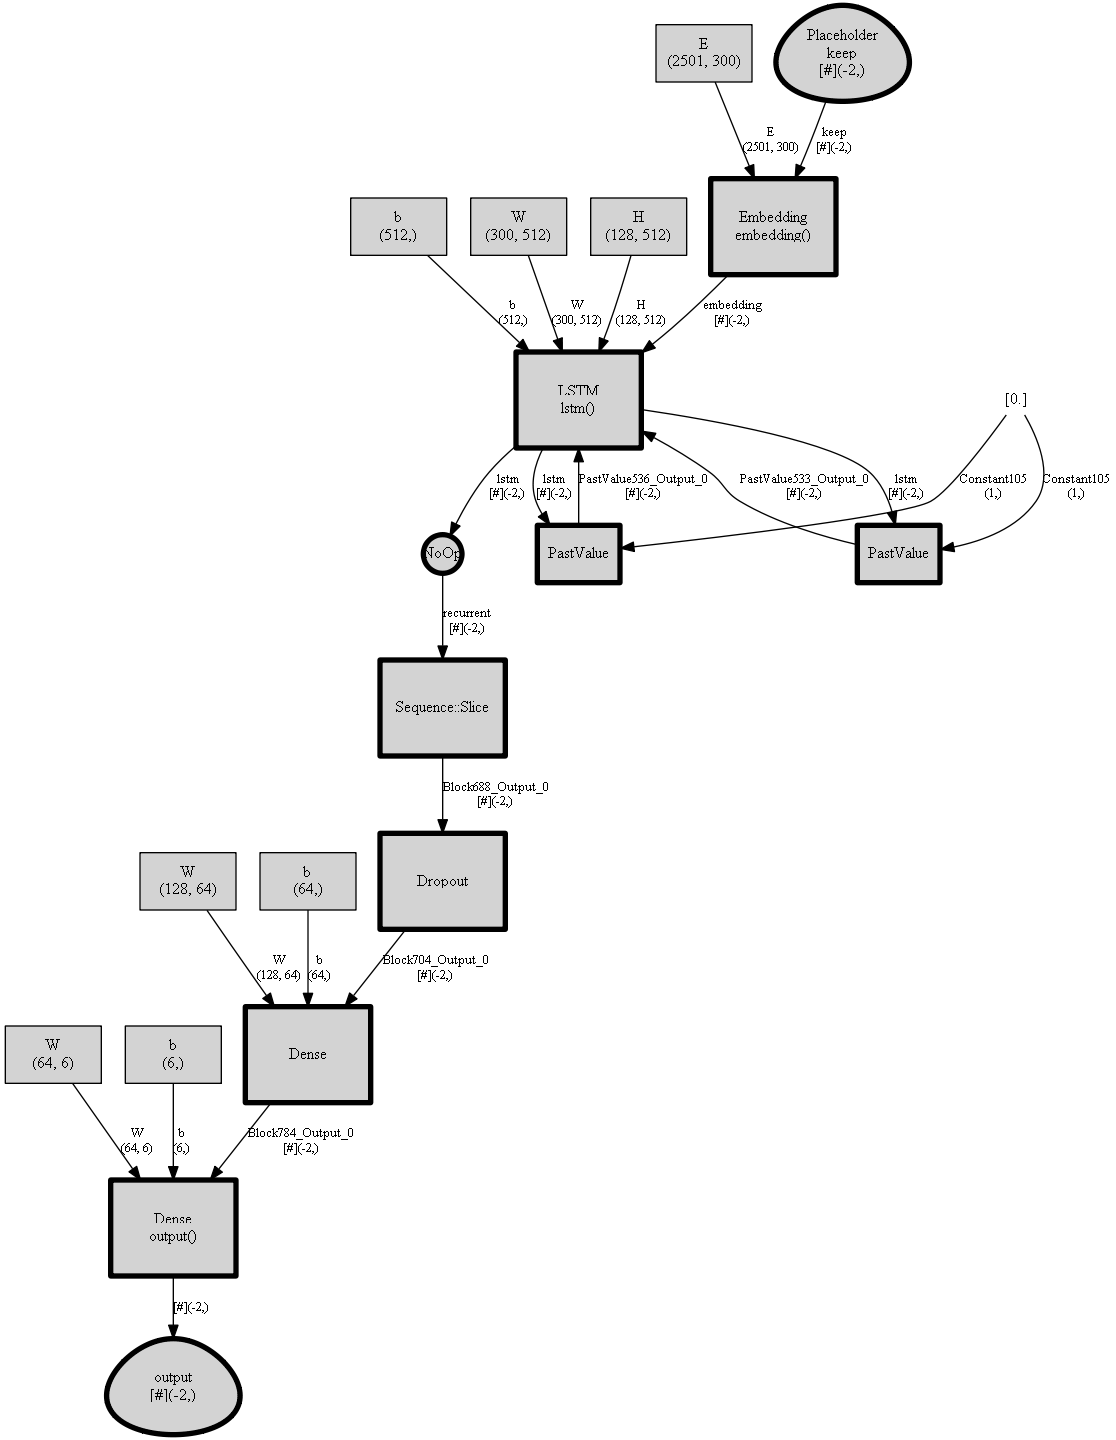 E
(2501, 300)
Placeholder
keep
[#](-2,)
E
(2501, 300)
keep
[#](-2,)
b
(512,)
W
(300, 512)
H
(128, 512)
Embedding
embedding()
b
(512,)
W
(300, 512)
H
(128, 512)
embedding
[#](-2,)
LSTM
lstm()
[0.]
lstm
[#](-2,)
lstm
[#](-2,)
PastValue536_Output_0
[#](-2,)
PastValue533_Output_0
[#](-2,)
lstm
[#](-2,)
Constant105
(1,)
Constant105
(1,)
NoOp
PastValue
PastValue
recurrent
[#](-2,)
Sequence::Slice
Block688_Output_0
[#](-2,)
W
(128, 64)
b
(64,)
Dropout
W
(128, 64)
b
(64,)
Block704_Output_0
[#](-2,)
W
(64, 6)
b
(6,)
Dense
W
(64, 6)
b
(6,)
Block784_Output_0
[#](-2,)
Dense
output()
[#](-2,)
output
[#](-2,)